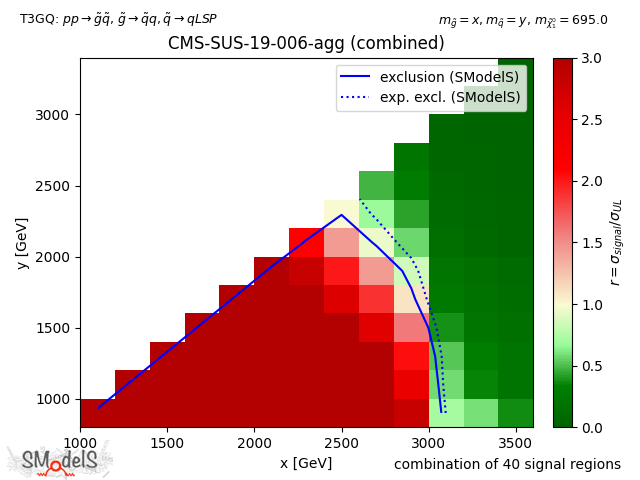 T3GQ: pp → g̃q̃, g̃ → q̃q, q̃ → qLSP
m_g̃ = x, m_q̃ = y, m_χ̃₁⁰ = 695.0
CMS-SUS-19-006-agg (combined)
exclusion (SModelS)
exp. excl. (SModelS)
y [GeV]
3000
2500
2000
1500
1000
1000 1500 2000 2500 3000 3500
x [GeV]
3.0
2.5
2.0
1.5
1.0
0.5
0.0
r = σ_signal/σ_UL
SModelS
combination of 40 signal regions